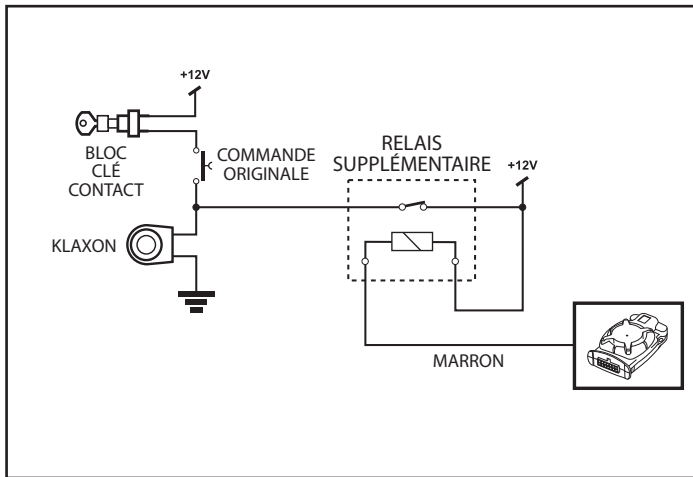 +12V
BLOC
CLÉ
CONTACT
COMMANDE
ORIGINALE
RELAIS
SUPPLÉMENTAIRE
+12V
KLAXON
MARRON